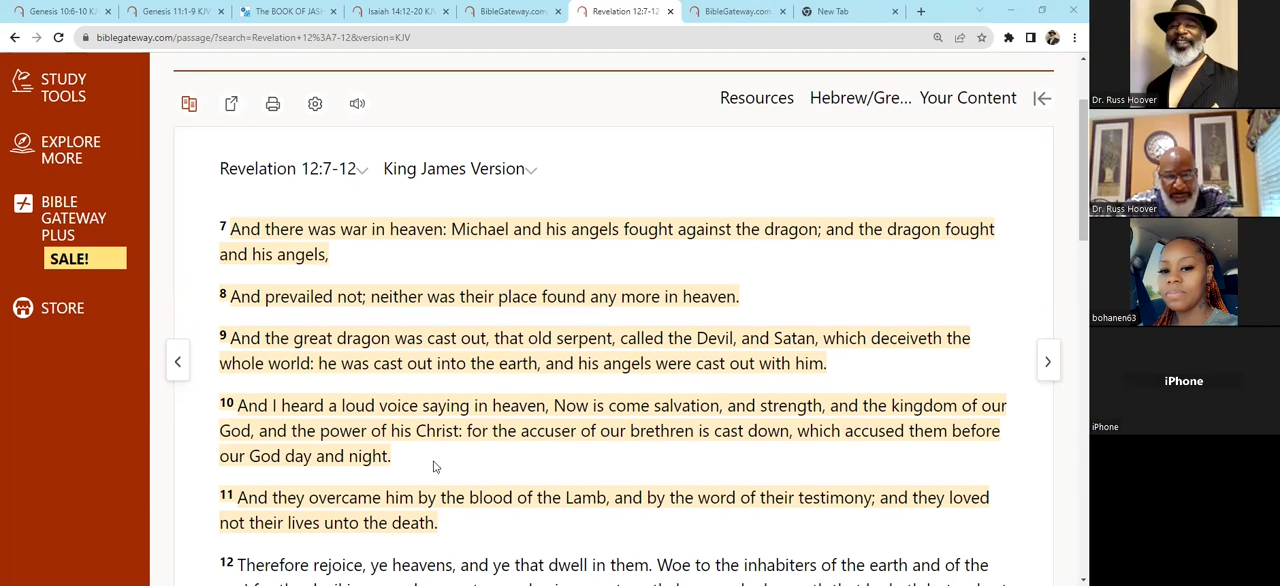 Genesis 10:6-10 KJ
Genesis 11:1-9 KJV
The BOOK OF JAS
Isaiah 14:12-20 KJ
BibleGateway.com
Revelation 12:7-12
BibleGateway.com
New Tab
biblegateway.com/passage/?search=Revelation+12%3A7-12&version=KJV
STUDY
TOOLS
EXPLORE
MORE
BIBLE
GATEWAY
PLUS
SALE!
STORE
Resources Hebrew/Gre... Your Content
Revelation 12:7-12 King James Version
7 And there was war in heaven: Michael and his angels fought against the dragon; and the dragon fought
and his angels,
8 And prevailed not; neither was their place found any more in heaven.
9 And the great dragon was cast out, that old serpent, called the Devil, and Satan, which deceiveth the
whole world: he was cast out into the earth, and his angels were cast out with him.
10 And I heard a loud voice saying in heaven, Now is come salvation, and strength, and the kingdom of our
God, and the power of his Christ: for the accuser of our brethren is cast down, which accused them before
our God day and night.
11 And they overcame him by the blood of the Lamb, and by the word of their testimony; and they loved
not their lives unto the death.
12 Therefore rejoice, ye heavens, and ye that dwell in them. Woe to the inhabiters of the earth and of the
Dr. Russ Hoover
Dr. Russ Hoover
bohanen63
iPhone
iPhone